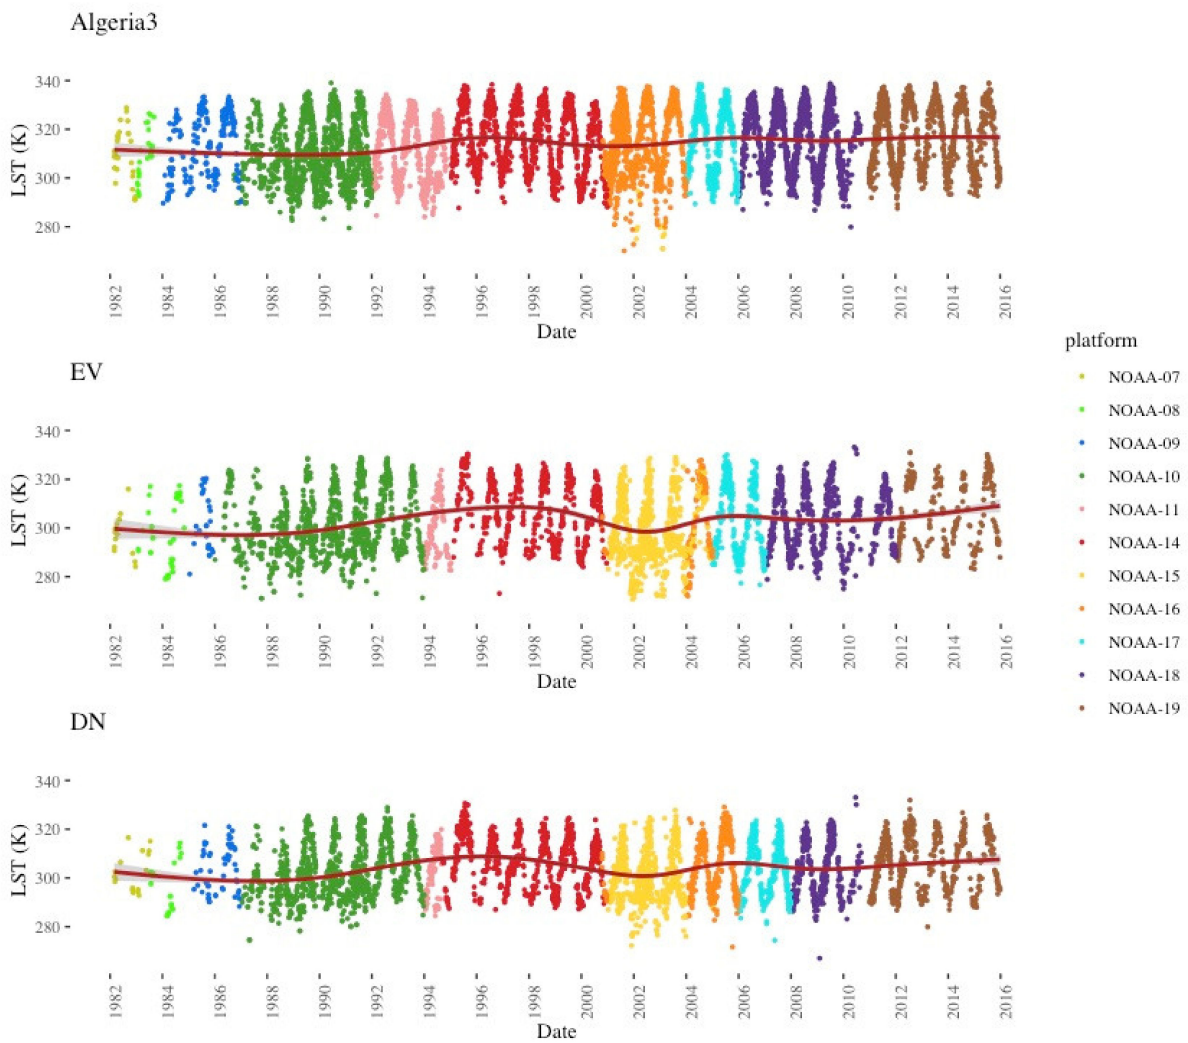 Algeria3
340
320
300
280
LST (K)
1982 1984 1986 1988 1990 1992 1994 1996 1998 2000 2002 2004 2006 2008 2010 2012 2014 2016
Date
EV
340
320
300
280
LST (K)
1982 1984 1986 1988 1990 1992 1994 1996 1998 2000 2002 2004 2006 2008 2010 2012 2014 2016
Date
DN
340
320
300
280
LST (K)
1982 1984 1986 1988 1990 1992 1994 1996 1998 2000 2002 2004 2006 2008 2010 2012 2014 2016
Date
platform
NOAA-07
NOAA-08
NOAA-09
NOAA-10
NOAA-11
NOAA-14
NOAA-15
NOAA-16
NOAA-17
NOAA-18
NOAA-19